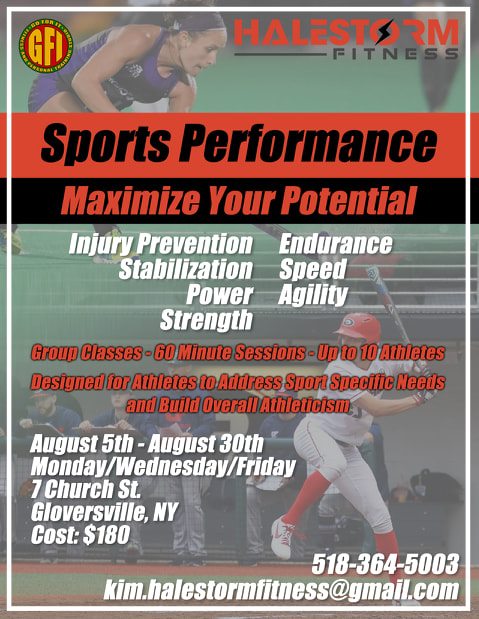 GFI
HALESTORM
FITNESS
Sports Performance
Maximize Your Potential
Injury Prevention
Stabilization
Power
Strength
Endurance
Speed
Agility
Group Classes - 60 Minute Sessions - Up to 10 Athletes
Designed for Athletes to Address Sport Specific Needs
and Build Overall Athleticism
August 5th - August 30th
Monday/Wednesday/Friday
7 Church St.
Gloversville, NY
Cost: $180
518-364-5003
kim.halestormfitness@gmail.com